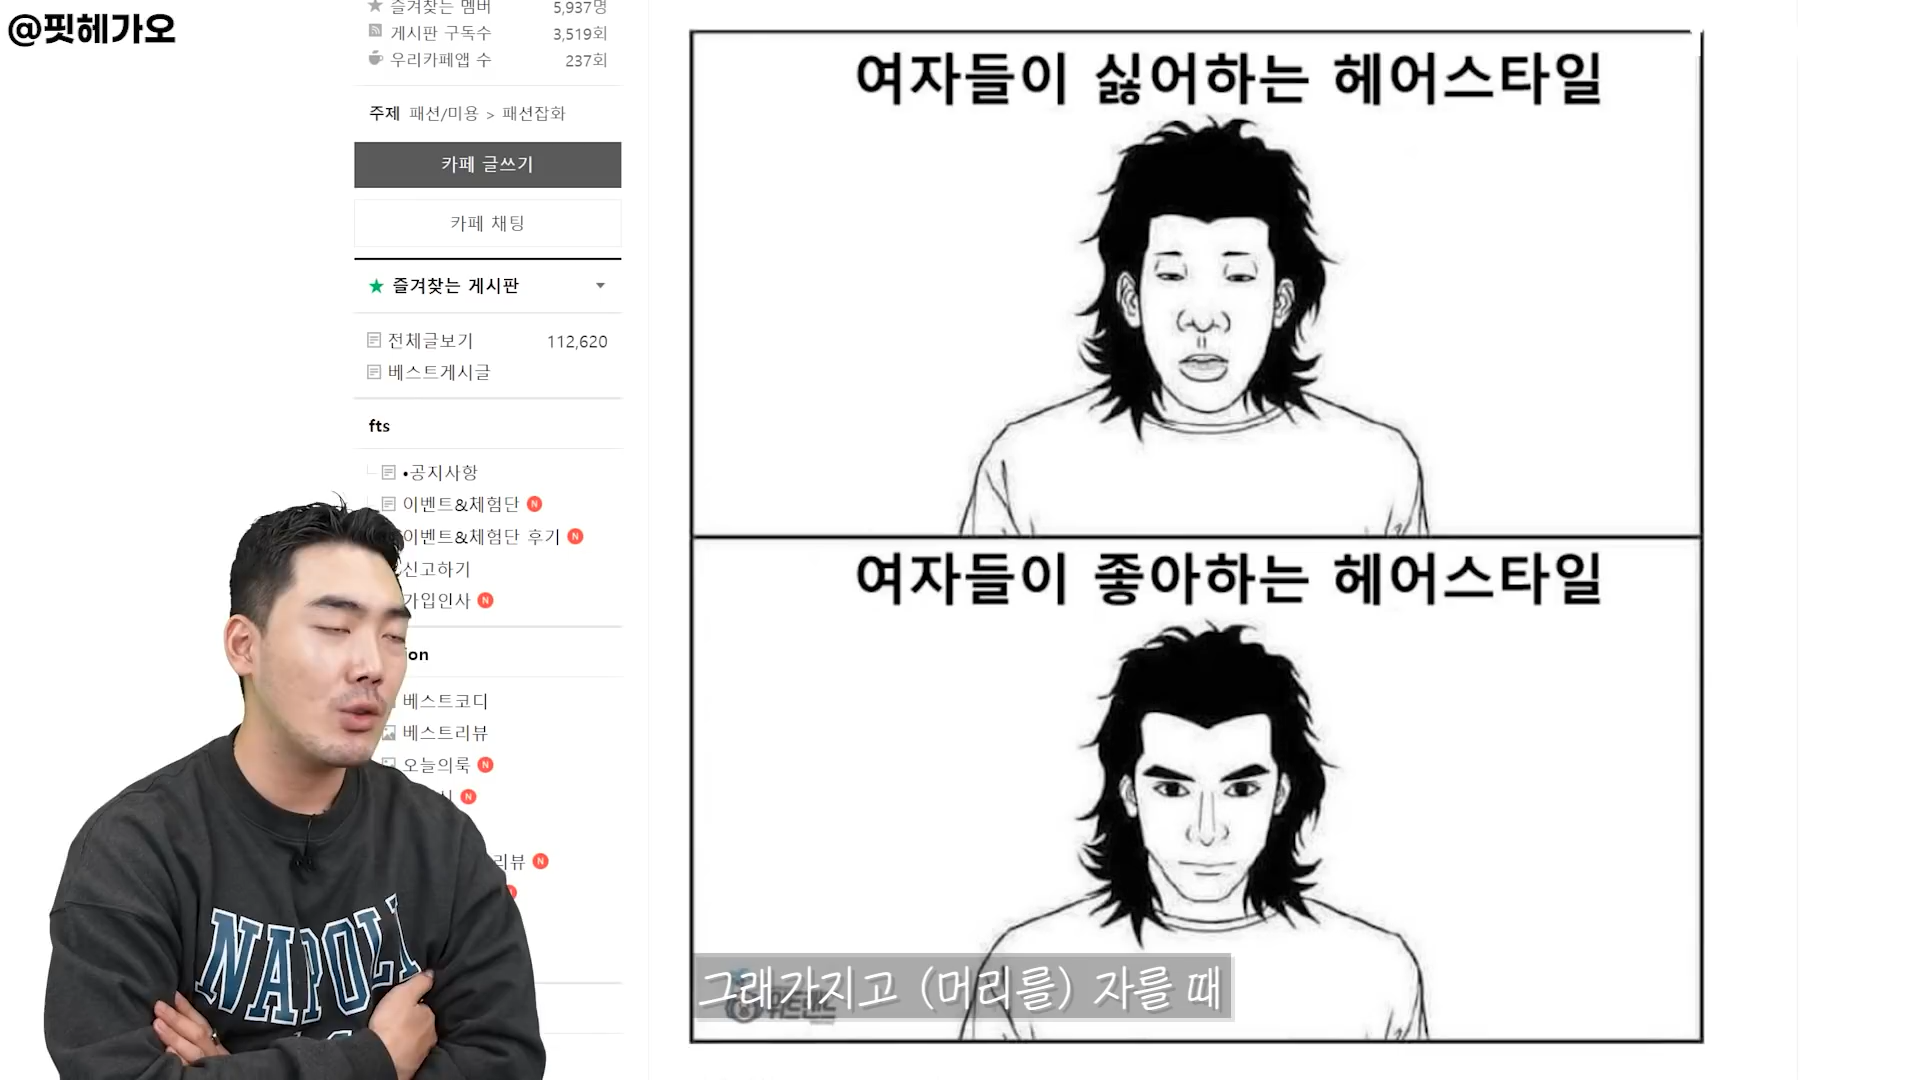 @핏헤가오
즐겨찾는 멤버 5,937명
게시판 구독수 3,519회
우리카페앱 수 237회
주제 패션/미용 > 패션잡화
카페 글쓰기
카페 채팅
즐겨찾는 게시판
전체글보기 112,620
베스트게시글
fts
•공지사항
이벤트&체험단 N
이벤트&체험단 후기 N
신고하기
가입인사 N
ion
베스트코디
베스트리뷰
오늘의룩 N
N
리뷰 N
NAPOLI
여자들이 싫어하는 헤어스타일
여자들이 좋아하는 헤어스타일
그래가지고 (머리를) 자를 때